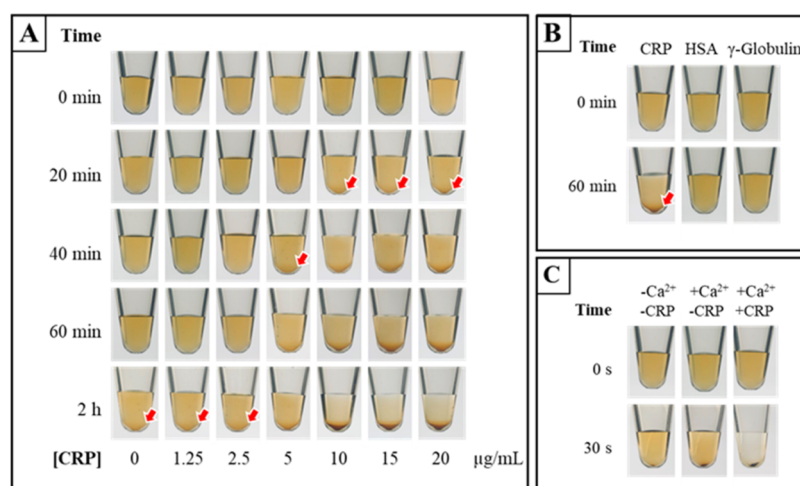 A
Time
0 min
20 min
40 min
60 min
2 h
[CRP] 0 1.25 2.5 5 10 15 20 μg/mL
B
Time CRP HSA γ-Globulin
0 min
60 min
C
-Ca²⁺ +Ca²⁺ +Ca²⁺
Time -CRP -CRP +CRP
0 s
30 s